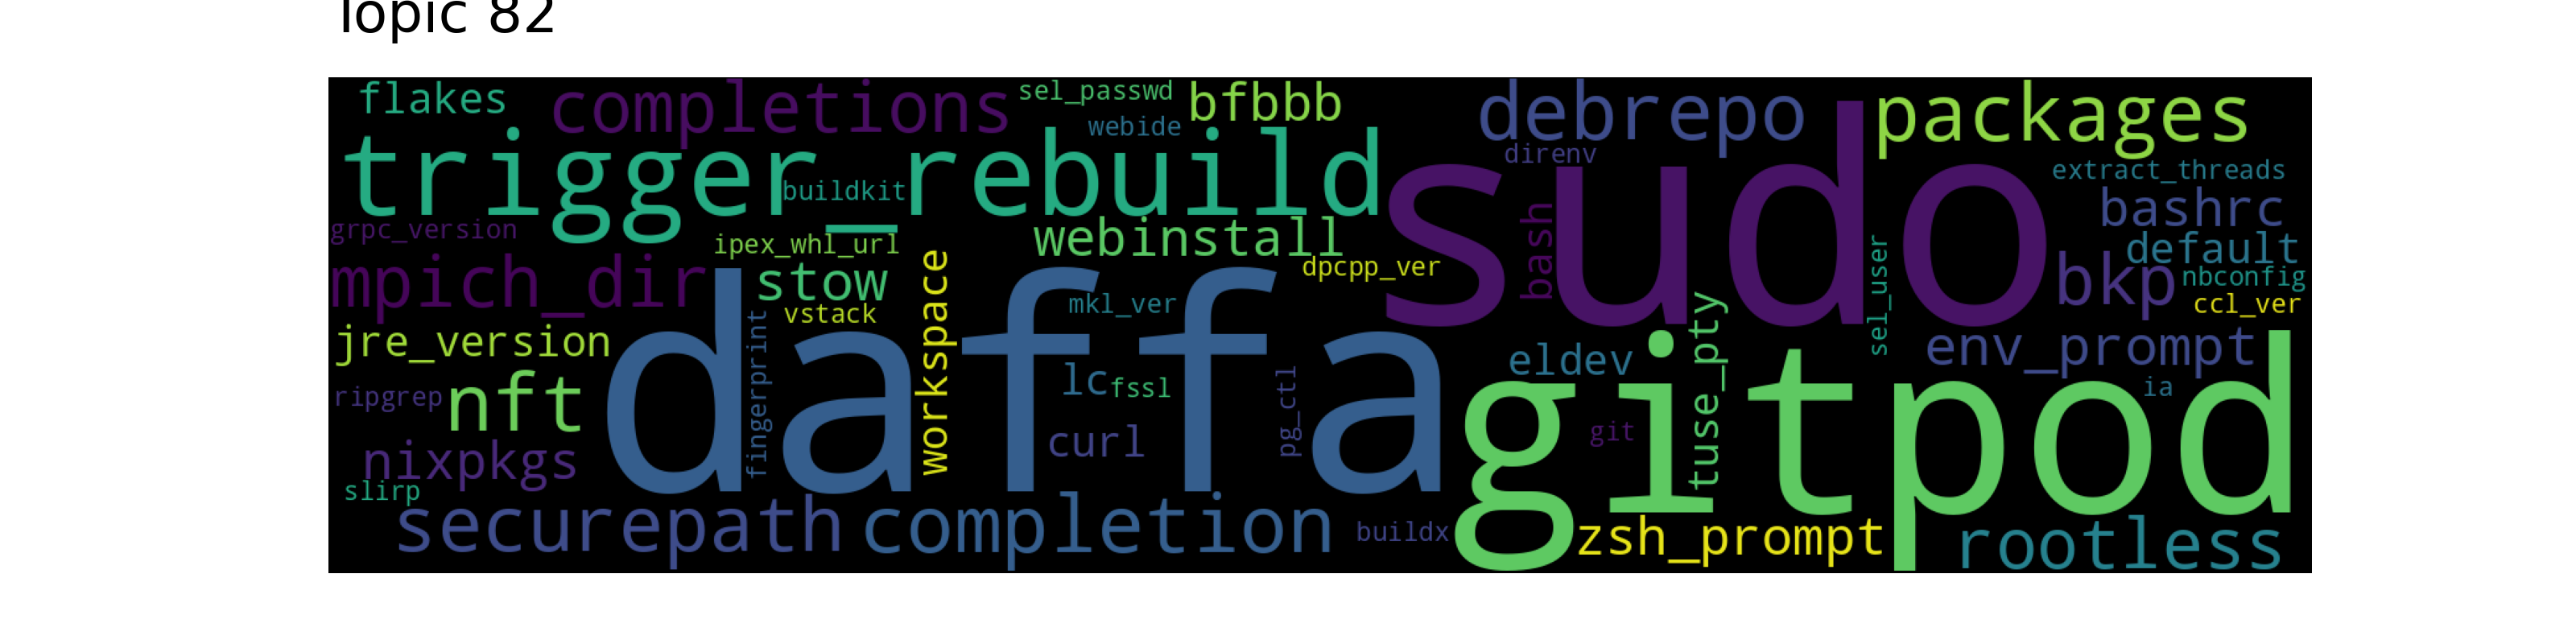 Topic 82
flakes
completions
sel_passwd
bfbbb
debrepo
packages
webide
trigger_rebuild
direnv
extract_threads
buildkit
sudo
bashrc
grpc_version
ipex_whl_url
webinstall
bash
default
mpich_dir
stow
workspace
dpcpp_ver
sel_user
bkp
nbconfig
mkl_ver
ccl_ver
vstack
jre_version
daffa
fingerprint
tuse_pty
eldev
env_prompt
ripgrep
nft
lc
fssl
pg_ctl
ia
gitpod
git
curl
nixpkgs
slirp
securepath
completion
buildx
zsh_prompt
rootless